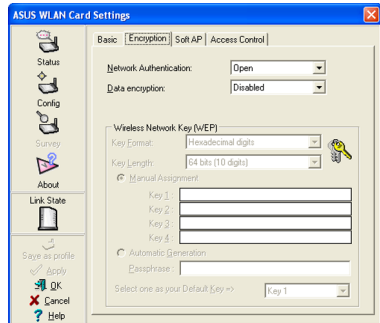 ASUS WLAN Card Settings
Status
Config
Survey
About
Link State
Save as profile
Apply
OK
Cancel
Help
Basic Encryption Soft AP Access Control
Network Authentication: Open
Data encryption: Disabled
Wireless Network Key (WEP)
Key Format: Hexadecimal digits
Key Length: 64 bits (10 digits)
Manual Assignment
Key 1 :
Key 2 :
Key 3 :
Key 4 :
Automatic Generation
Passphrase :
Select one as your Default Key => Key 1